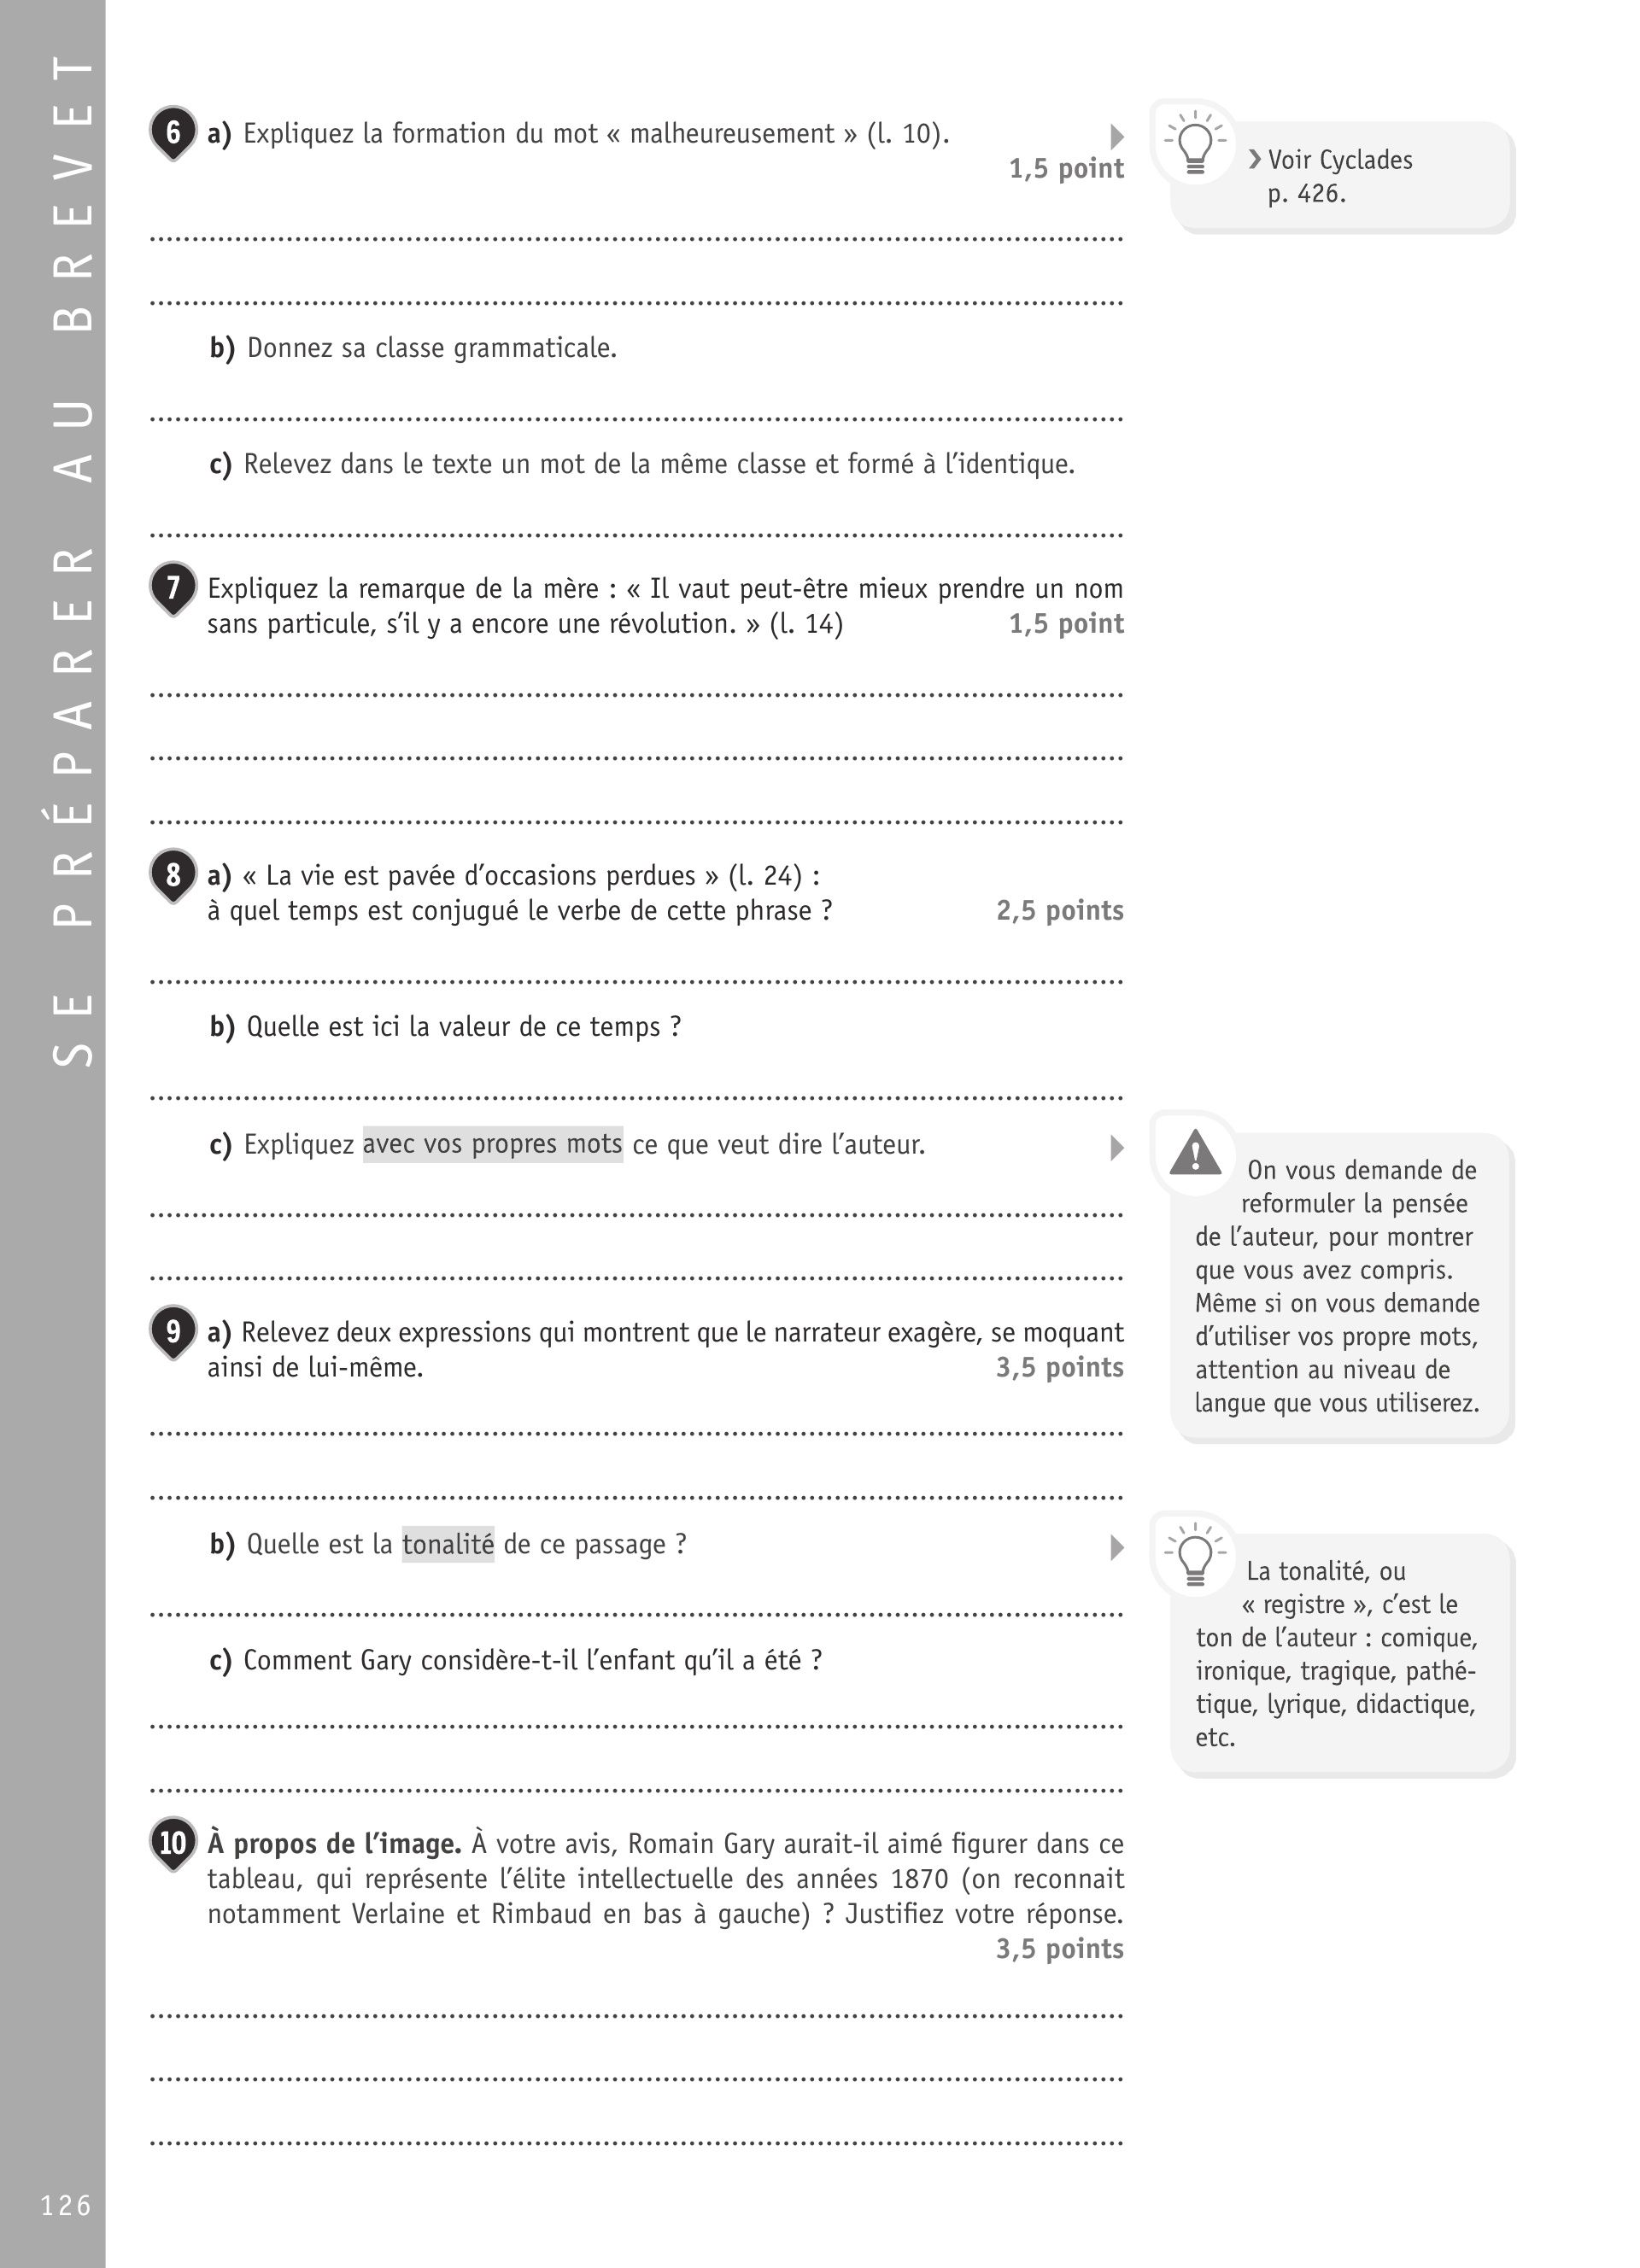 SE PRÉPARER AU BREVET
6 a) Expliquez la formation du mot « malheureusement » (l. 10).
1,5 point
› Voir Cyclades
p. 426.
b) Donnez sa classe grammaticale.
c) Relevez dans le texte un mot de la même classe et formé à l’identique.
7 Expliquez la remarque de la mère : « Il vaut peut-être mieux prendre un nom
sans particule, s’il y a encore une révolution. » (l. 14) 1,5 point
8 a) « La vie est pavée d’occasions perdues » (l. 24) :
à quel temps est conjugué le verbe de cette phrase ? 2,5 points
b) Quelle est ici la valeur de ce temps ?
c) Expliquez avec vos propres mots ce que veut dire l’auteur.
On vous demande de
reformuler la pensée
de l’auteur, pour montrer
que vous avez compris.
Même si on vous demande
d’utiliser vos propre mots,
attention au niveau de
langue que vous utiliserez.
9 a) Relevez deux expressions qui montrent que le narrateur exagère, se moquant
ainsi de lui-même. 3,5 points
b) Quelle est la tonalité de ce passage ?
La tonalité, ou
« registre », c’est le
ton de l’auteur : comique,
ironique, tragique, pathé-
tique, lyrique, didactique,
etc.
c) Comment Gary considère-t-il l’enfant qu’il a été ?
10 À propos de l’image. À votre avis, Romain Gary aurait-il aimé figurer dans ce
tableau, qui représente l’élite intellectuelle des années 1870 (on reconnait
notamment Verlaine et Rimbaud en bas à gauche) ? Justifiez votre réponse.
3,5 points
126